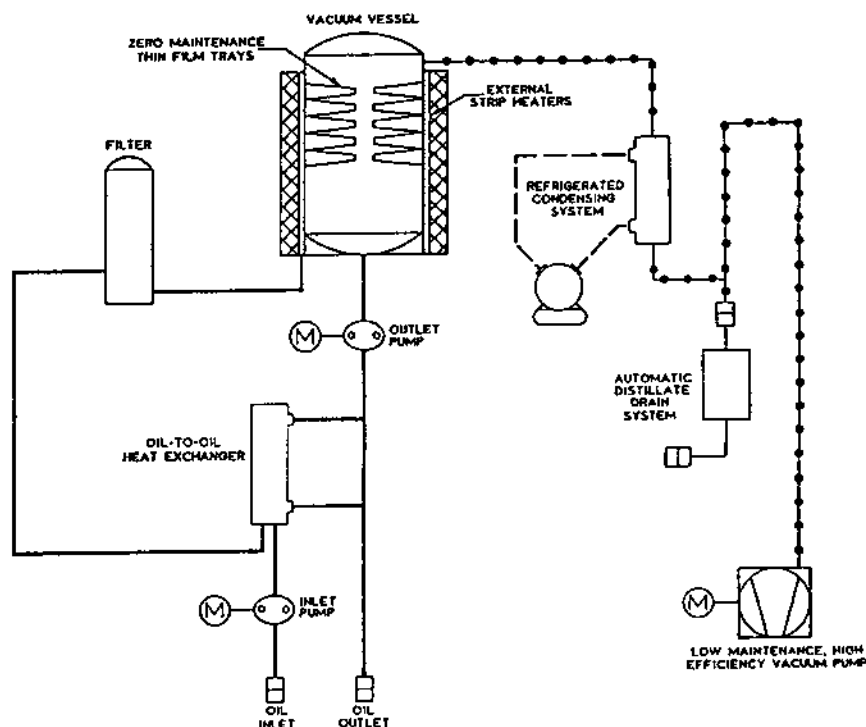 VACUUM VESSEL
ZERO MAINTENANCE
THIN FILM TRAYS
EXTERNAL
STRIP HEATERS
FILTER
REFRIGERATED
CONDENSING
SYSTEM
M
OUTLET
PUMP
AUTOMATIC
DISTILLATE
DRAIN
SYSTEM
OIL-TO-OIL
HEAT EXCHANGER
M
INLET
PUMP
M
LOW MAINTENANCE, HIGH
EFFICIENCY VACUUM PUMP
OIL
INLET
OIL
OUTLET